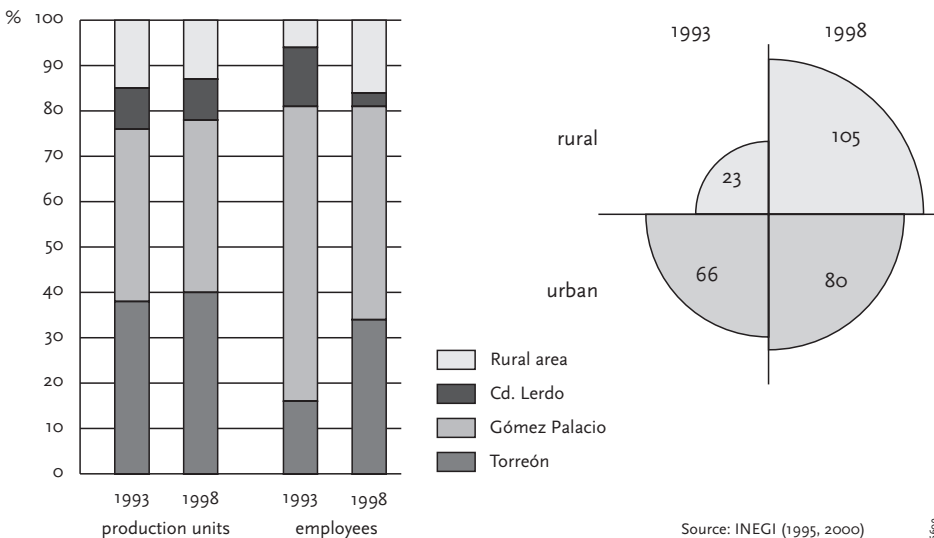 % 100
90
80
70
60
50
40
30
20
10
0
1993 1998 1993 1998
production units employees
Rural area
Cd. Lerdo
Gómez Palacio
Torreón
1993 1998
rural
105
23
urban
66
80
Source: INEGI (1995, 2000)